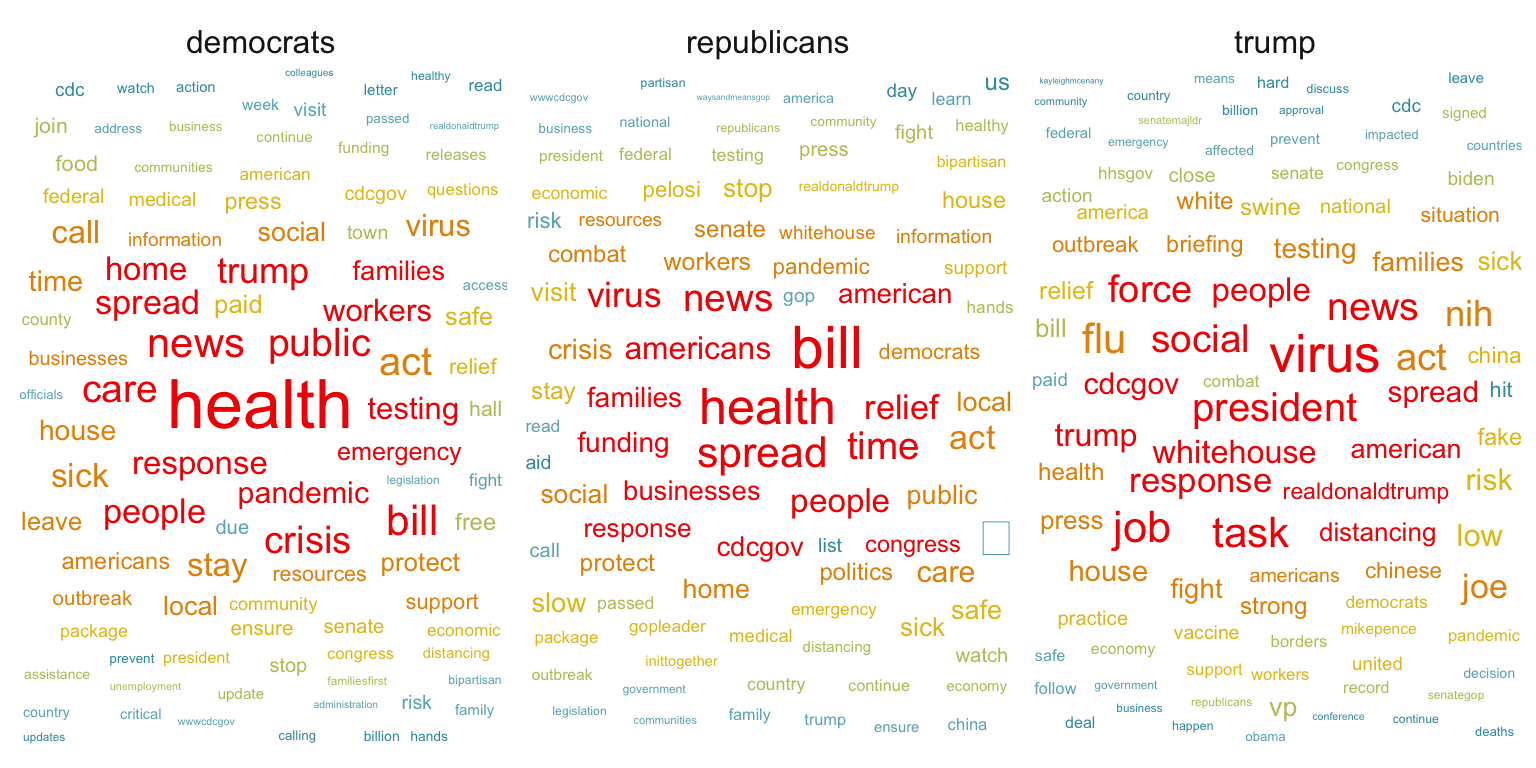 democrats
colleagues
cdc watch action letter healthy read
week visit
join address business passed realdonaldtrump
continue
food communities american funding releases
federal medical press cdcgov questions
call information social town virus
time home trump families
spread paid workers access
county safe
businesses news public act relief
officials care health testing hall
house
sick response emergency
pandemic legislation fight
leave people due crisis bill free
americans stay resources protect
outbreak local community support
package ensure senate economic
prevent president stop congress distancing
assistance unemployment update familiesfirst bipartisan
country critical wwwcdcgov administration risk family
updates calling billion hands
republicans
partisan us
wwwcdcgov waysandmeansgop america day learn
business national republicans community fight healthy
president federal testing press bipartisan
economic pelosi stop realdonaldtrump house
risk resources senate whitehouse information
combat workers pandemic support
visit virus news gop american hands
crisis americans bill democrats
stay families health relief local
read funding spread time act
aid
social businesses people public
response cdcgov list congress
call protect politics care
home
slow passed emergency safe
package gopleader medical sick
distancing
outbreak inittogether watch
government country continue economy
legislation communities family trump ensure china
trump
kayleighmcenany means hard discuss leave
community country billion approval cdc signed
senatemajldr
federal emergency affected prevent impacted countries
hhsgov close senate congress biden
action america white swine national situation
outbreak briefing testing families sick
relief force people news nih
bill flu social virus act china
paid cdcgov combat spread hit
president
trump whitehouse american fake
health response realdonaldtrump risk
press job task distancing low
house fight americans chinese joe
strong democrats
practice vaccine borders mikepence pandemic
safe economy support workers united decision
follow government record senategop
business republicans vp conference continue
deal happen obama deaths